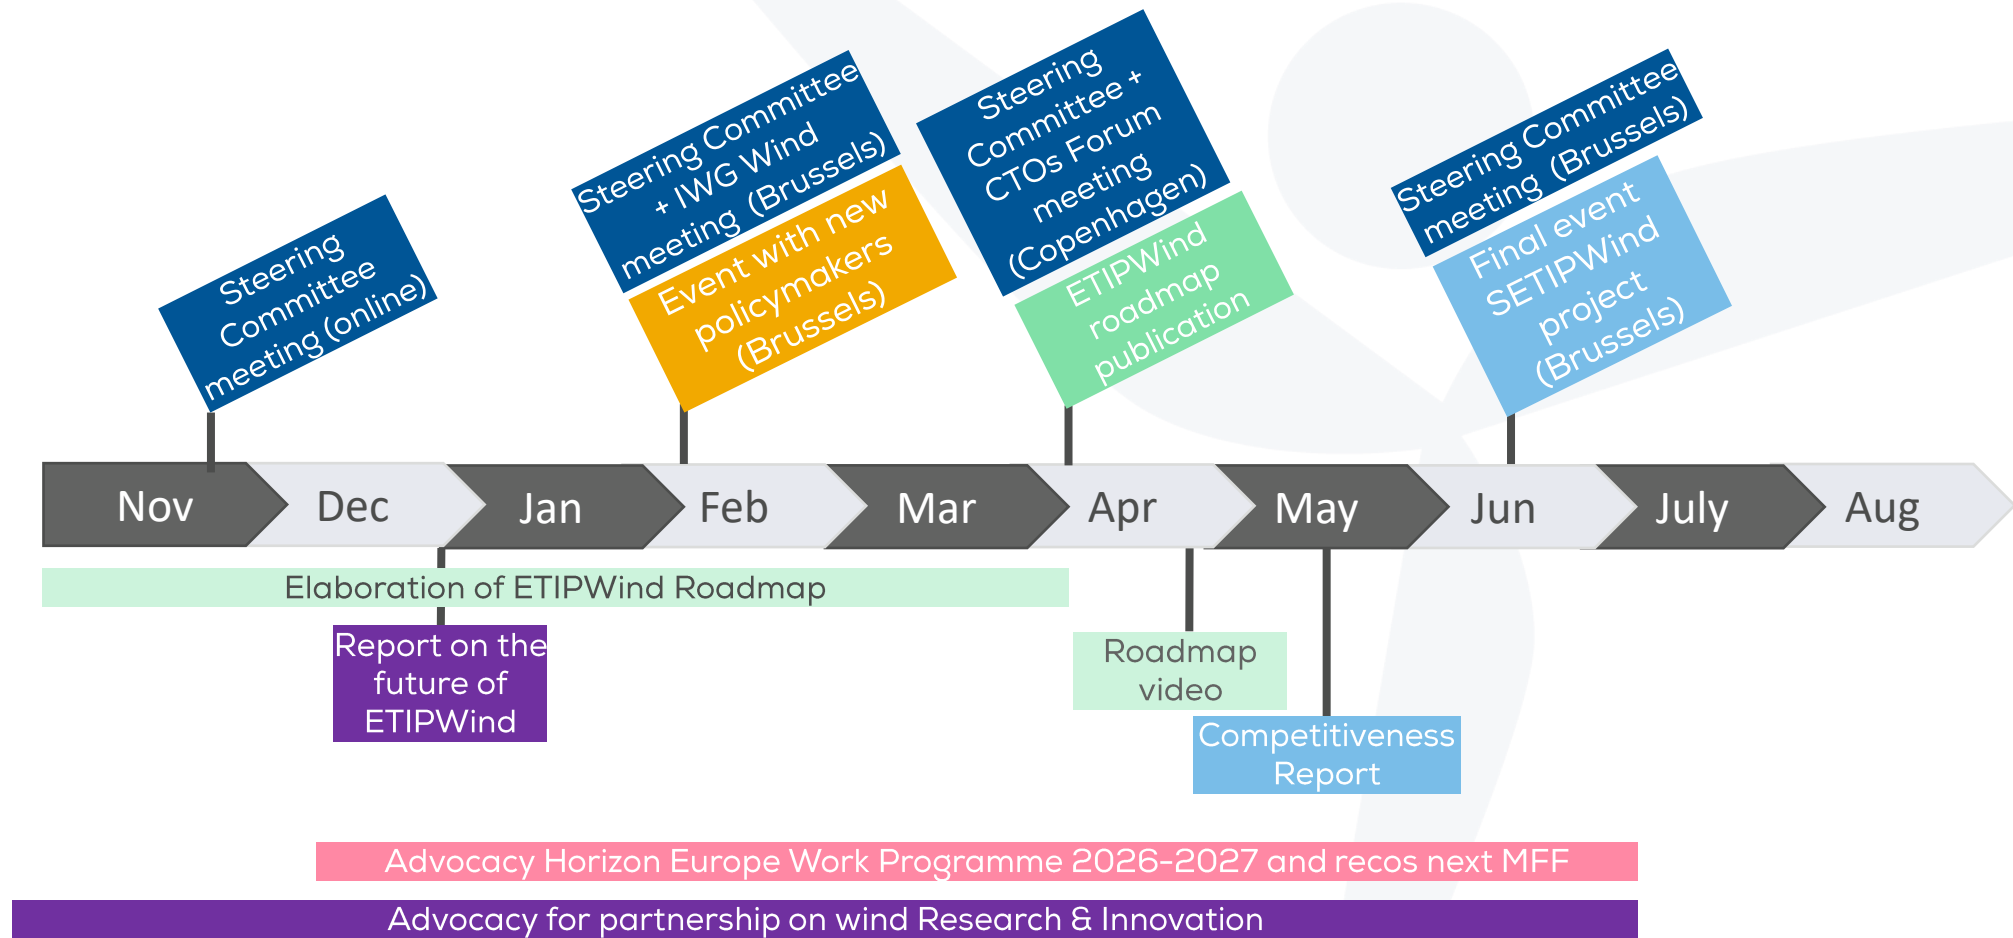 Steering
Committee
meeting (online)
Steering Committee
+ IWG Wind
meeting (Brussels)
Event with new
policymakers
(Brussels)
Steering
Committee +
CTOs Forum
meeting
(Copenhagen)
ETIPWind
roadmap
publication
Steering Committee
meeting (Brussels)
Final event
SETIPWind
project
(Brussels)
Nov
Dec
Jan
Feb
Mar
Apr
May
Jun
July
Aug
Elaboration of ETIPWind Roadmap
Report on the
future of
ETIPWind
Roadmap
video
Competitiveness
Report
Advocacy Horizon Europe Work Programme 2026-2027 and recos next MFF
Advocacy for partnership on wind Research & Innovation